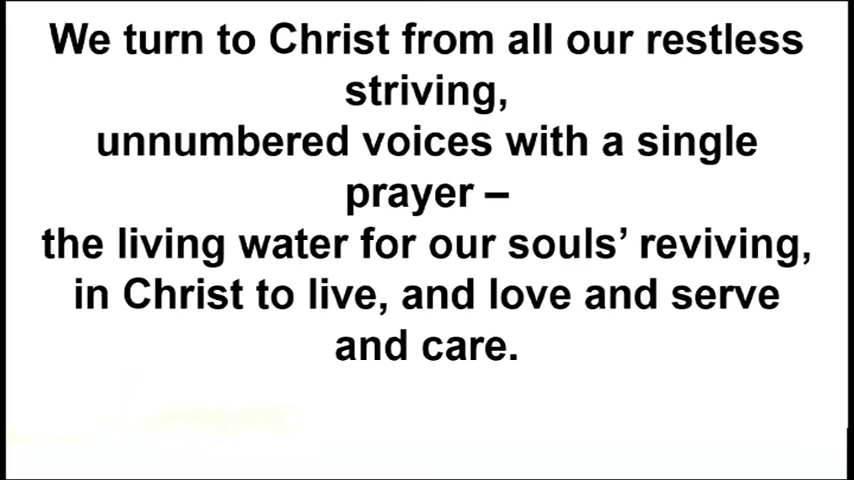 We turn to Christ from all our restless
striving,
unnumbered voices with a single
prayer –
the living water for our souls’ reviving,
in Christ to live, and love and serve
and care.